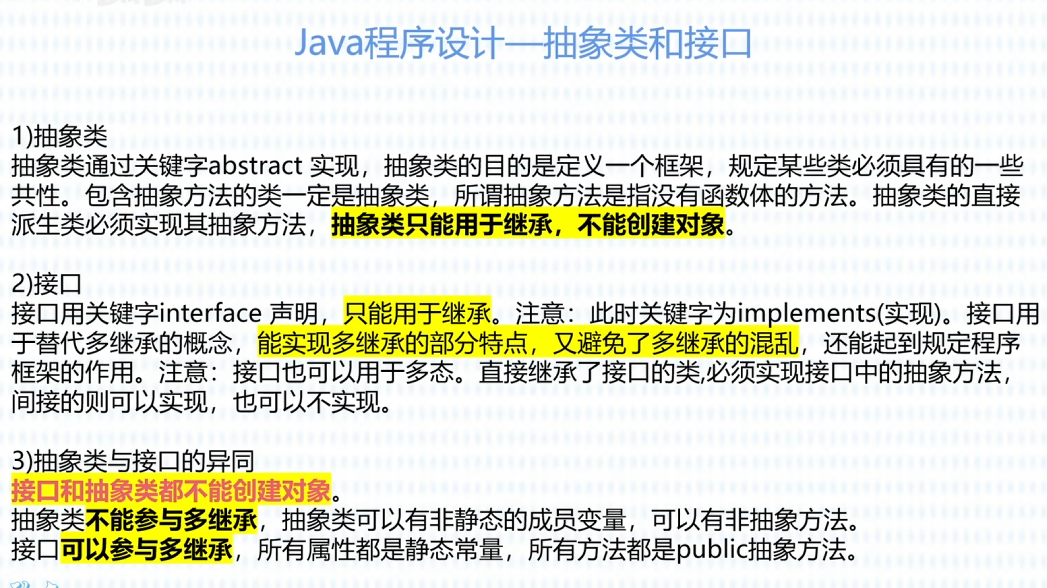 Java程序设计—抽象类和接口
1)抽象类
抽象类通过关键字abstract 实现，抽象类的目的是定义一个框架，规定某些类必须具有的一些
共性。包含抽象方法的类一定是抽象类，所谓抽象方法是指没有函数体的方法。抽象类的直接
派生类必须实现其抽象方法，抽象类只能用于继承，不能创建对象。
2)接口
接口用关键字interface 声明，只能用于继承。注意：此时关键字为implements(实现)。接口用
于替代多继承的概念，能实现多继承的部分特点，又避免了多继承的混乱，还能起到规定程序
框架的作用。注意：接口也可以用于多态。直接继承了接口的类,必须实现接口中的抽象方法，
间接的则可以实现，也可以不实现。
3)抽象类与接口的异同
接口和抽象类都不能创建对象。
抽象类不能参与多继承，抽象类可以有非静态的成员变量，可以有非抽象方法。
接口可以参与多继承，所有属性都是静态常量，所有方法都是public抽象方法。